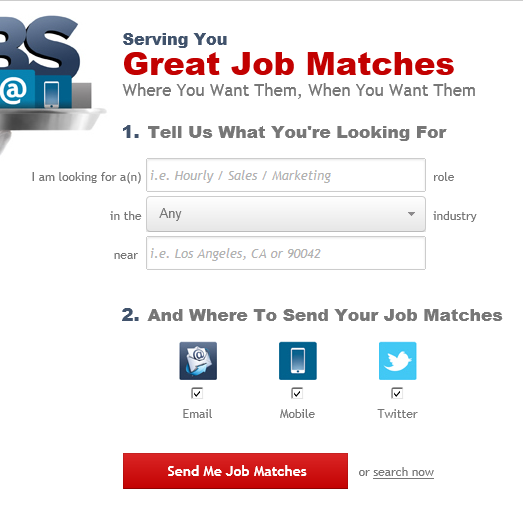 BS
@
Serving You
Great Job Matches
Where You Want Them, When You Want Them
1. Tell Us What You're Looking For
I am looking for a(n) i.e. Hourly / Sales / Marketing role
in the Any industry
near i.e. Los Angeles, CA or 90042
2. And Where To Send Your Job Matches
@
Email Mobile Twitter
Send Me Job Matches or search now